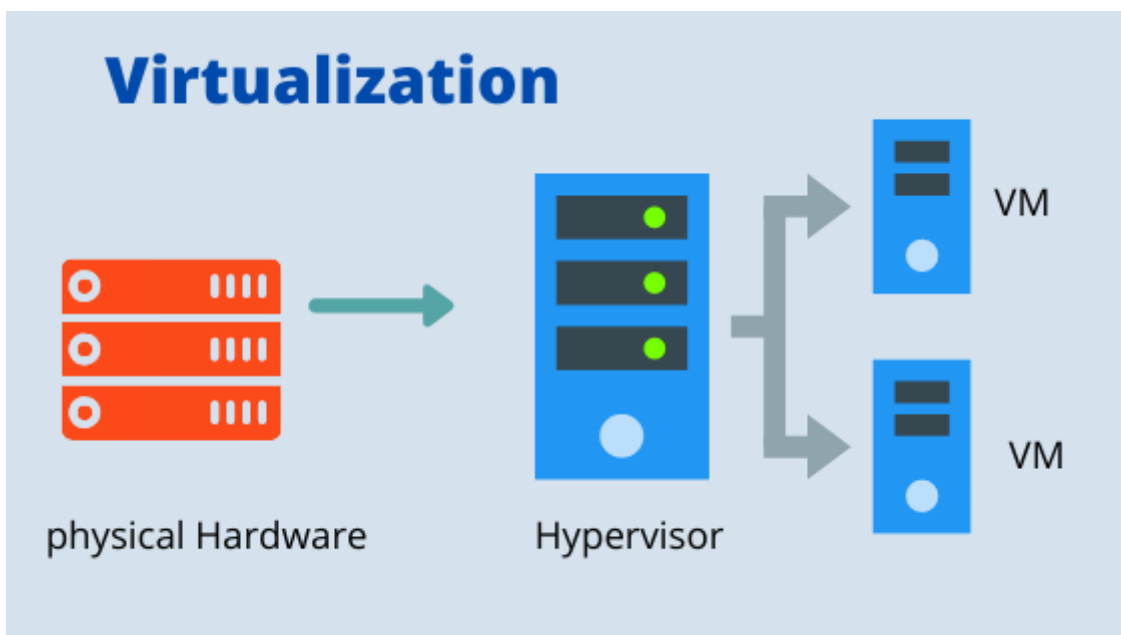 Virtualization
VM
VM
physical Hardware
Hypervisor